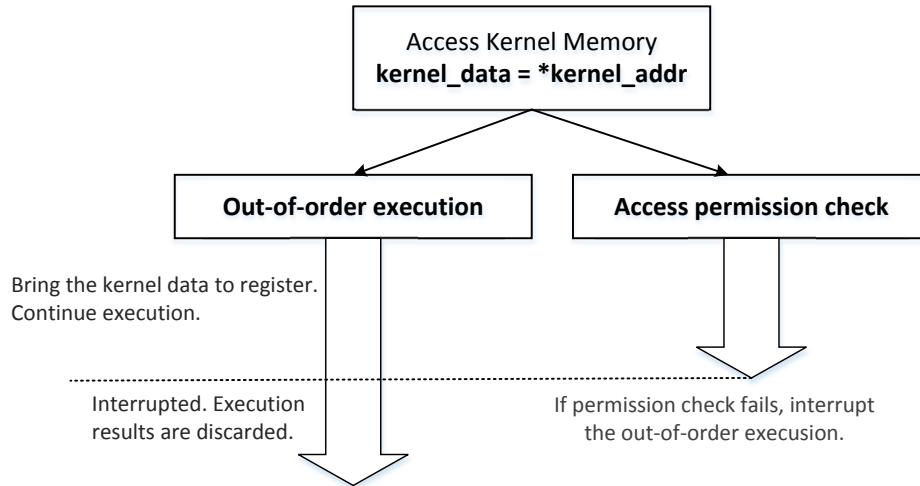 Access Kernel Memory
kernel_data = *kernel_addr
Out-of-order execution
Access permission check
Bring the kernel data to register.
Continue execution.
Interrupted. Execution
results are discarded.
If permission check fails, interrupt
the out-of-order execusion.